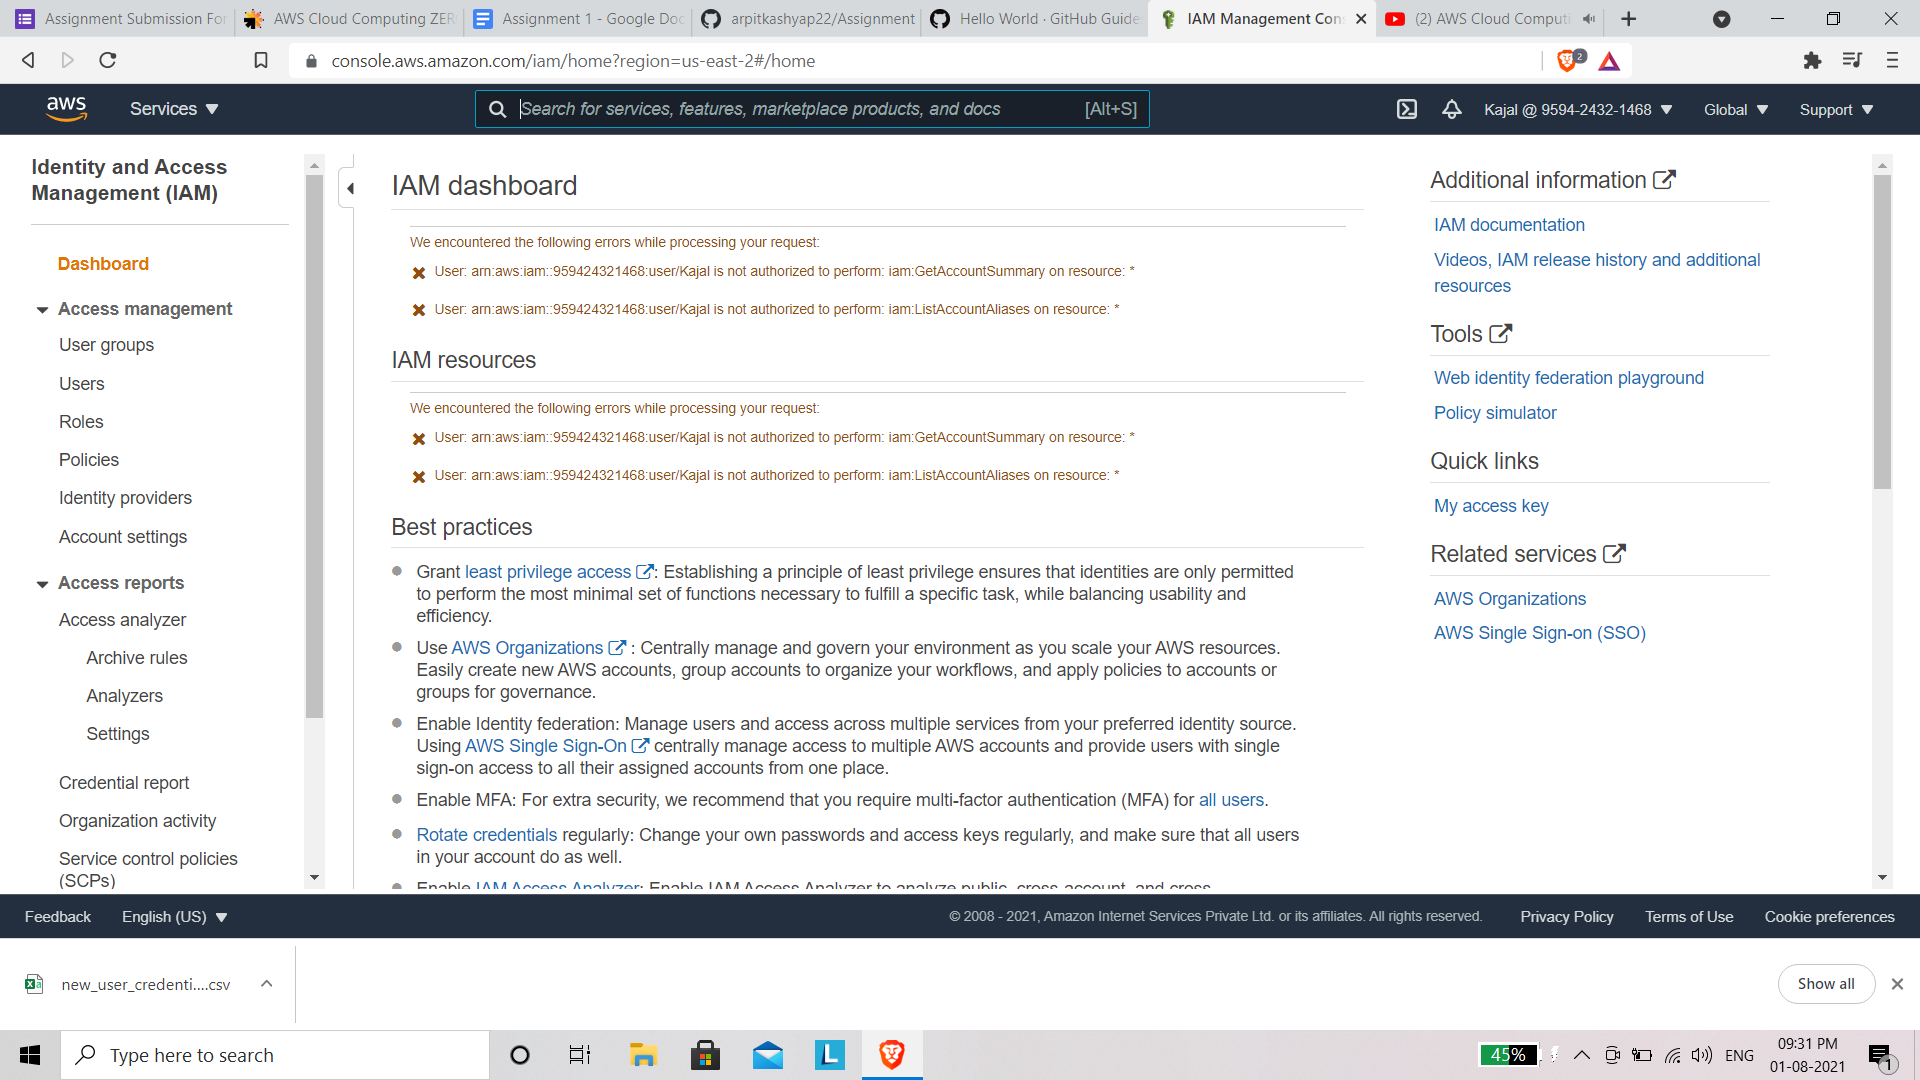 Assignment Submission For
AWS Cloud Computing ZER
Assignment 1 - Google Doc
arpitkashyap22/Assignment
Hello World · GitHub Guide
IAM Management Con
(2) AWS Cloud Computi
console.aws.amazon.com/iam/home?region=us-east-2#/home
2
aws
Services
Search for services, features, marketplace products, and docs
[Alt+S]
Kajal @ 9594-2432-1468
Global
Support
Identity and Access
Management (IAM)
Dashboard
Access management
User groups
Users
Roles
Policies
Identity providers
Account settings
Access reports
Access analyzer
Archive rules
Analyzers
Settings
Credential report
Organization activity
Service control policies
(SCPs)
IAM dashboard
We encountered the following errors while processing your request:
User: arn:aws:iam::959424321468:user/Kajal is not authorized to perform: iam:GetAccountSummary on resource: *
User: arn:aws:iam::959424321468:user/Kajal is not authorized to perform: iam:ListAccountAliases on resource: *
IAM resources
We encountered the following errors while processing your request:
User: arn:aws:iam::959424321468:user/Kajal is not authorized to perform: iam:GetAccountSummary on resource: *
User: arn:aws:iam::959424321468:user/Kajal is not authorized to perform: iam:ListAccountAliases on resource: *
Best practices
Grant least privilege access : Establishing a principle of least privilege ensures that identities are only permitted
to perform the most minimal set of functions necessary to fulfill a specific task, while balancing usability and
efficiency.
Use AWS Organizations : Centrally manage and govern your environment as you scale your AWS resources.
Easily create new AWS accounts, group accounts to organize your workflows, and apply policies to accounts or
groups for governance.
Enable Identity federation: Manage users and access across multiple services from your preferred identity source.
Using AWS Single Sign-On centrally manage access to multiple AWS accounts and provide users with single
sign-on access to all their assigned accounts from one place.
Enable MFA: For extra security, we recommend that you require multi-factor authentication (MFA) for all users.
Rotate credentials regularly: Change your own passwords and access keys regularly, and make sure that all users
in your account do as well.
Enable IAM Access Analyzer: Enable IAM Access Analyzer to analyze public, cross-account, and cross-
Additional information
IAM documentation
Videos, IAM release history and additional
resources
Tools
Web identity federation playground
Policy simulator
Quick links
My access key
Related services
AWS Organizations
AWS Single Sign-on (SSO)
Feedback
English (US)
© 2008 - 2021, Amazon Internet Services Private Ltd. or its affiliates. All rights reserved.
Privacy Policy
Terms of Use
Cookie preferences
new_user_credenti....csv
Show all
Type here to search
L
45%
ENG
09:31 PM
01-08-2021
1